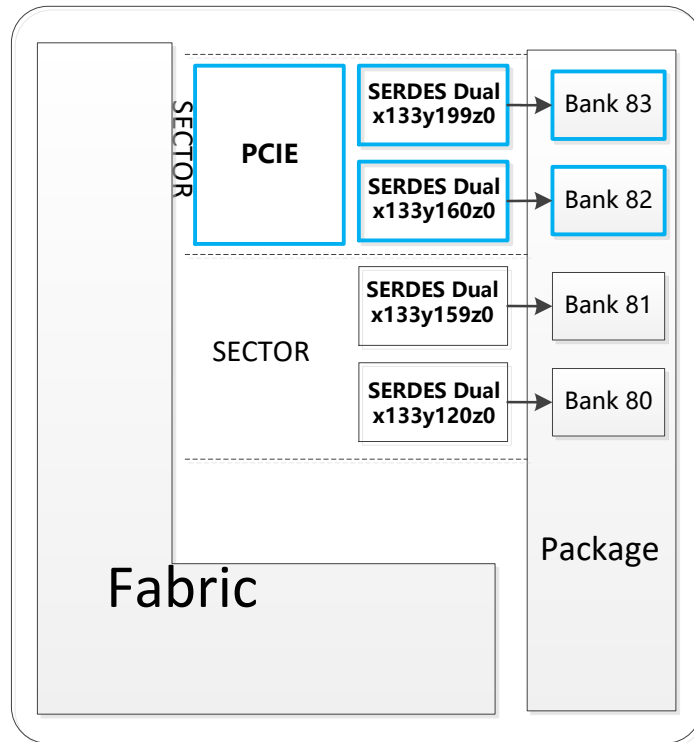 SECTOR
PCIE
SERDES Dual
x133y199z0
Bank 83
SERDES Dual
x133y160z0
Bank 82
SECTOR
SERDES Dual
x133y159z0
Bank 81
SERDES Dual
x133y120z0
Bank 80
Fabric
Package